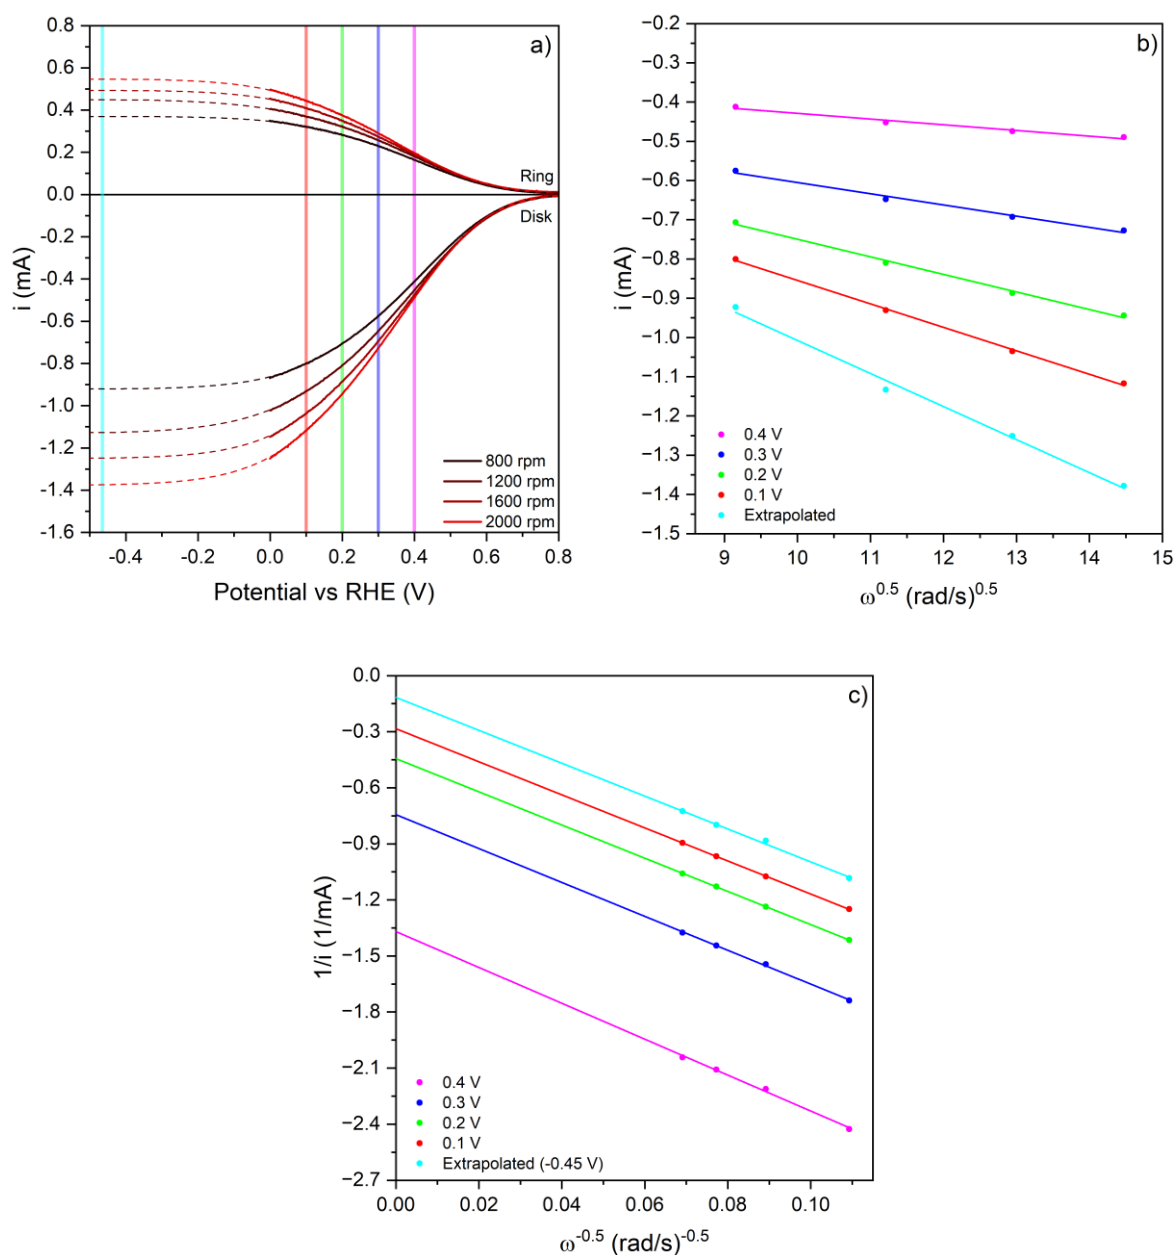 a)
0.8
0.6
0.4
0.2
0.0
-0.2
-0.4
-0.6
-0.8
-1.0
-1.2
-1.4
-1.6
i (mA)
Ring
Disk
800 rpm
1200 rpm
1600 rpm
2000 rpm
-0.4 -0.2 0.0 0.2 0.4 0.6 0.8
Potential vs RHE (V)
b)
−0.2
−0.4
−0.5
−0.6
−0.7
−0.8
−0.9
−1.0
−1.1
−1.2
−1.3
−1.4
−1.5
i (mA)
0.4 V
0.3 V
0.2 V
0.1 V
Extrapolated
9 10 11 12 13 14 15
ω^0.5 (rad/s)^0.5
c)
0.0
−0.3
−0.6
−0.9
−1.2
−1.5
−1.8
−2.1
−2.4
−2.7
1/i (1/mA)
0.4 V
0.3 V
0.2 V
0.1 V
Extrapolated (-0.45 V)
0.00 0.02 0.04 0.06 0.08 0.10
ω^-0.5 (rad/s)^-0.5